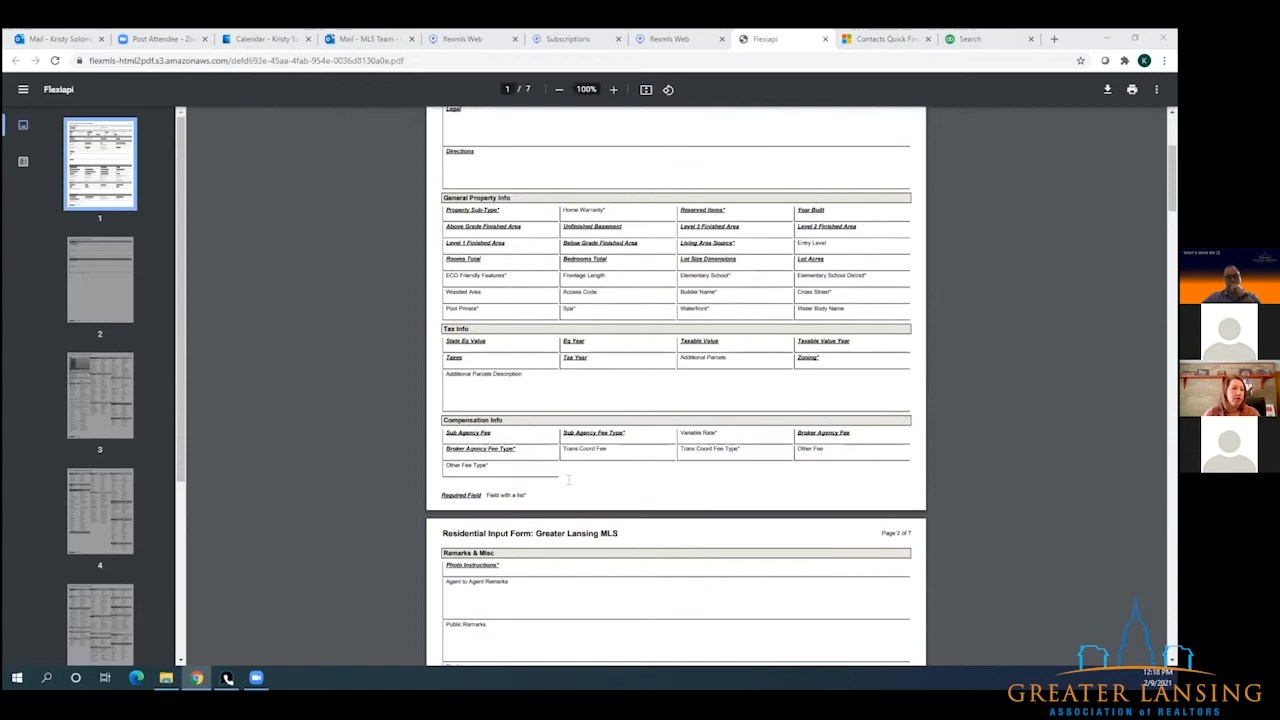 Mail - Kristy Solom
Post Attendee - Zo
Calendar - Kristy S
Mail - MLS Team -
flexmls Web
Subscriptions
flexmls Web
Flexiapi
Contacts Quick Fin
Search
flexmls-html2pdf.s3.amazonaws.com/defd693e-45aa-4fab-954e-0036d8130a0e.pdf
K
Flexiapi
1 / 7
100%
1
2
3
4
Legal
Directions
General Property Info
Property Sub-Type* Home Warranty* Reserved Items* Year Built
Above Grade Finished Area Unfinished Basement Level 3 Finished Area Level 2 Finished Area
Level 1 Finished Area Below Grade Finished Area Living Area Source* Entry Level
Rooms Total Bedrooms Total Lot Size Dimensions Lot Acres
ECO Friendly Features* Frontage Length Elementary School* Elementary School District*
Wooded Area Access Code Builder Name* Cross Street*
Pool Private* Spa* Waterfront* Water Body Name
Tax Info
State Eq Value Eq Year Taxable Value Taxable Value Year
Taxes Tax Year Additional Parcels Zoning*
Additional Parcels Description
Compensation Info
Sub Agency Fee Sub Agency Fee Type* Variable Rate* Broker Agency Fee
Broker Agency Fee Type* Trans Coord Fee Trans Coord Fee Type* Other Fee
Other Fee Type*
Required Field Field with a list*
Residential Input Form: Greater Lansing MLS Page 2 of 7
Remarks & Misc
Photo Instructions*
Agent to Agent Remarks
Public Remarks
12:18 PM
2/9/2021
GREATER LANSING
ASSOCIATION of REALTORS